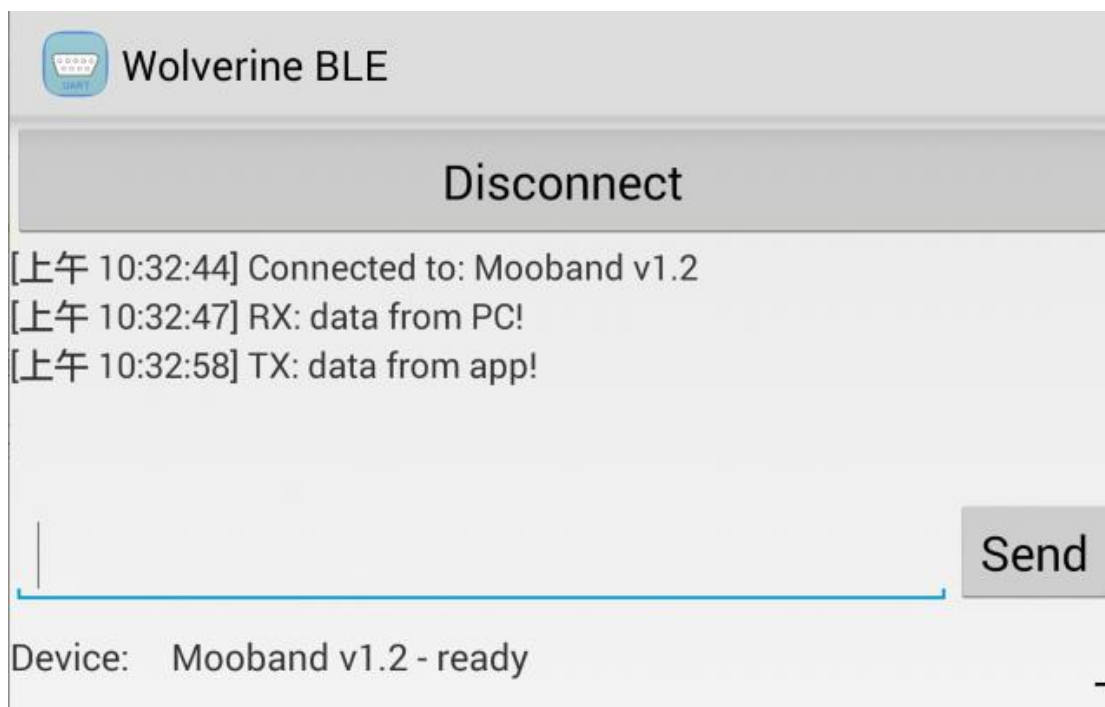 UART
Wolverine BLE
Disconnect
[上午 10:32:44] Connected to: Mooband v1.2
[上午 10:32:47] RX: data from PC!
[上午 10:32:58] TX: data from app!
Send
Device: Mooband v1.2 - ready